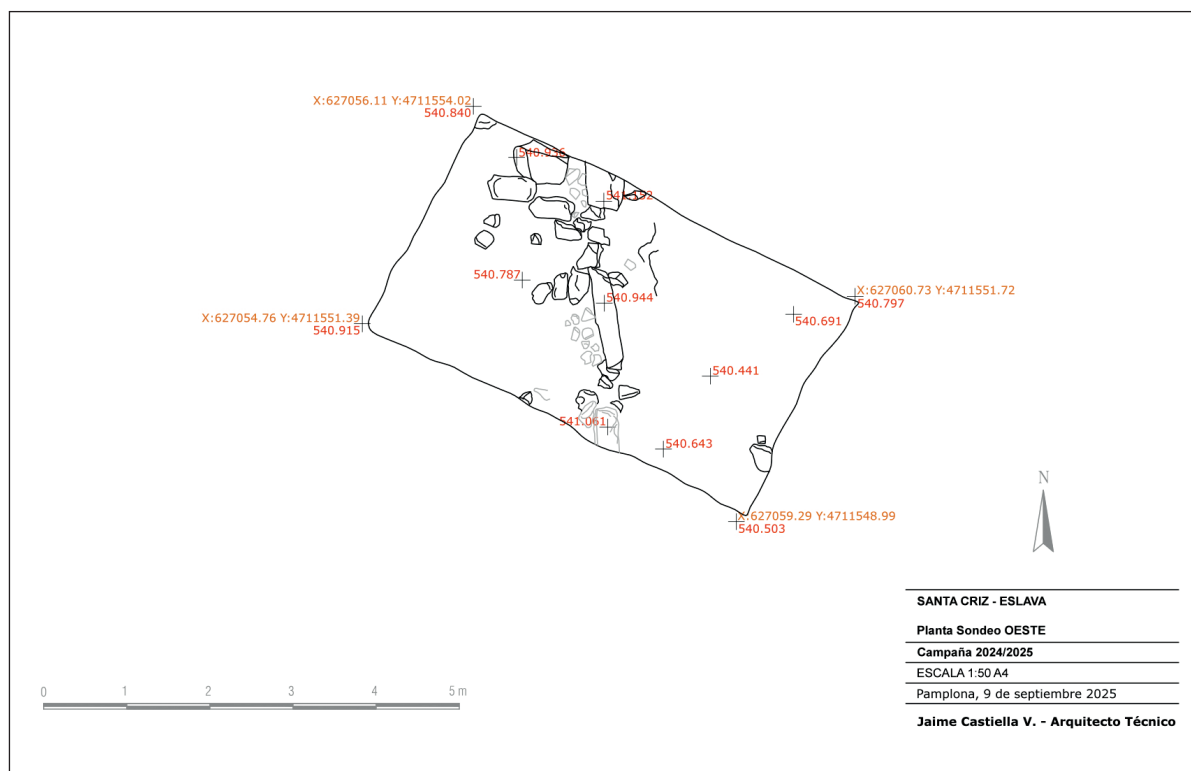 X:627056.11 Y:4711554.02
540.840
540.936
541.152
540.787
X:627060.73 Y:4711551.72
540.797
540.944
540.691
X:627054.76 Y:4711551.39
540.915
540.441
541.061
540.643
X:627059.29 Y:4711548.99
540.503
N
SANTA CRIZ - ESLAVA
Planta Sondeo OESTE
Campaña 2024/2025
ESCALA 1:50 A4
Pamplona, 9 de septiembre 2025
Jaime Castiella V. - Arquitecto Técnico
0 1 2 3 4 5 m